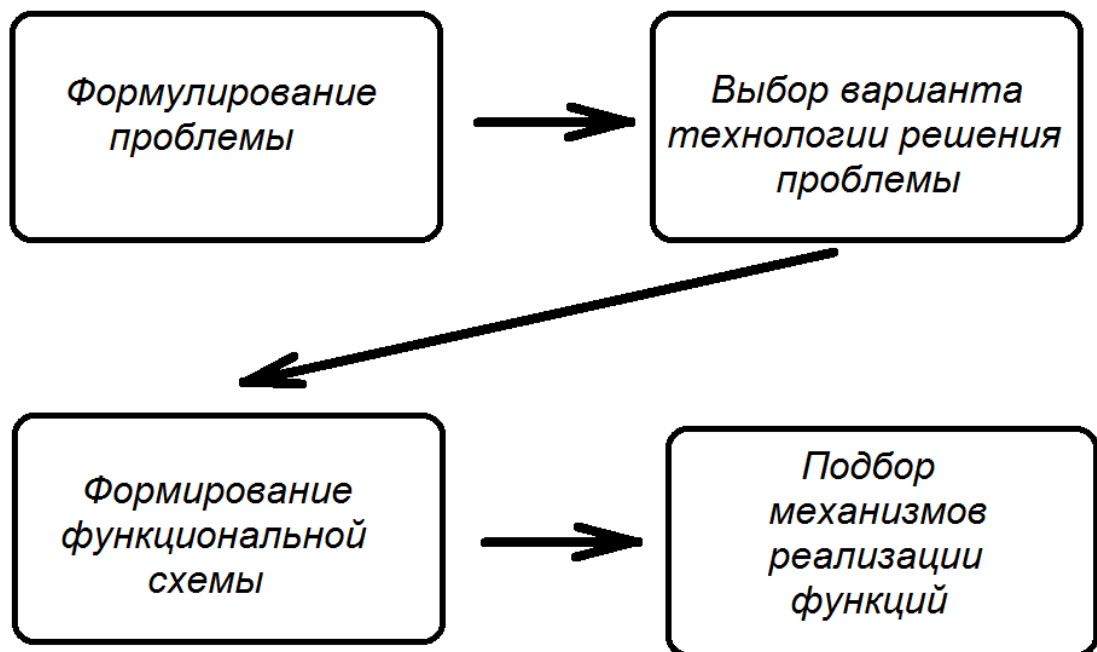 Формулирование
проблемы
Выбор варианта
технологии решения
проблемы
Формирование
функциональной
схемы
Подбор
механизмов
реализации
функций